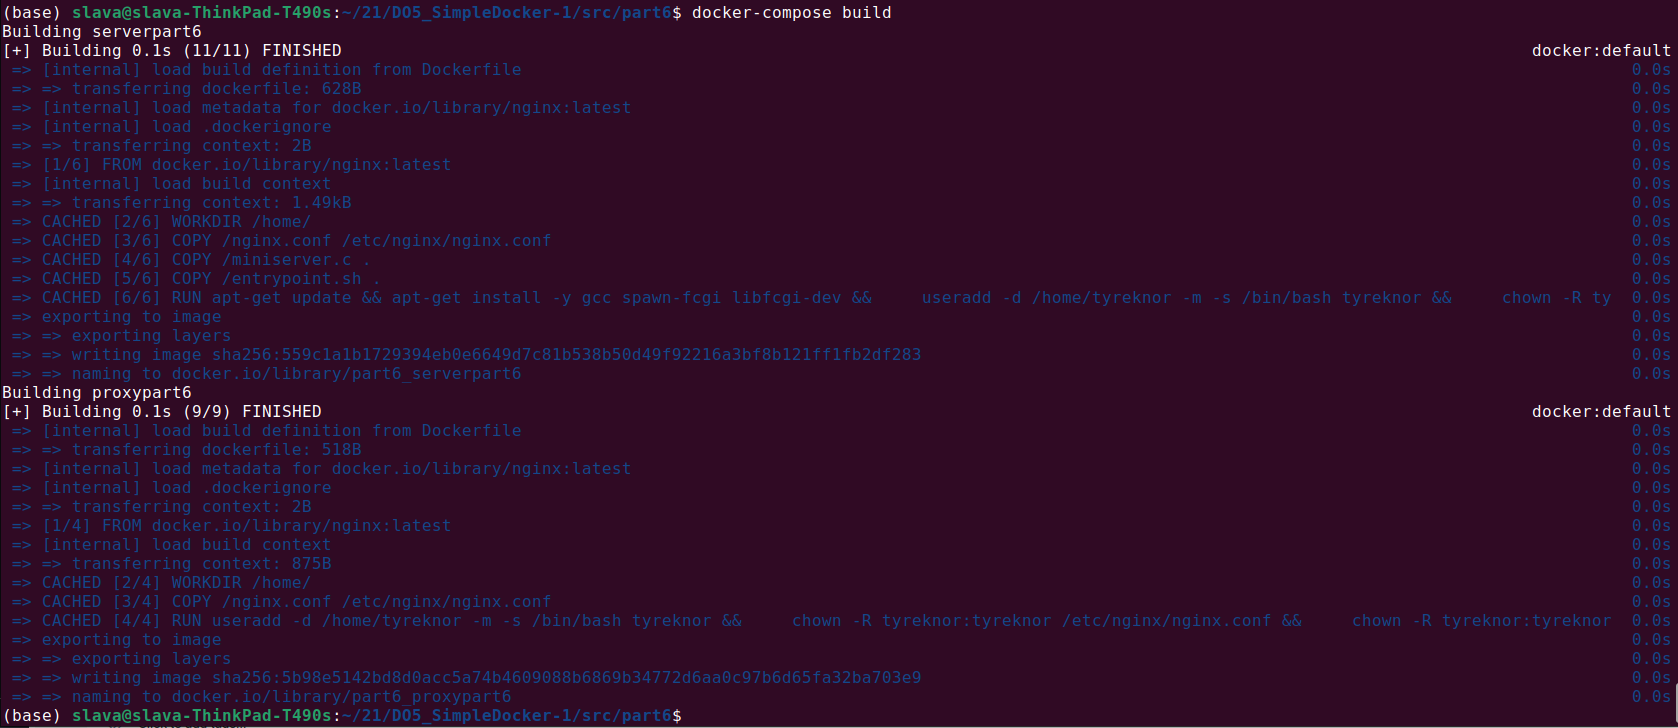 (base) slava@slava-ThinkPad-T490s:~/21/DO5_SimpleDocker-1/src/part6$ docker-compose build
Building serverpart6
[+] Building 0.1s (11/11) FINISHED docker:default
=> [internal] load build definition from Dockerfile 0.0s
=> => transferring dockerfile: 628B 0.0s
=> [internal] load metadata for docker.io/library/nginx:latest 0.0s
=> [internal] load .dockerignore 0.0s
=> => transferring context: 2B 0.0s
=> [1/6] FROM docker.io/library/nginx:latest 0.0s
=> [internal] load build context 0.0s
=> => transferring context: 1.49kB 0.0s
=> CACHED [2/6] WORKDIR /home/ 0.0s
=> CACHED [3/6] COPY /nginx.conf /etc/nginx/nginx.conf 0.0s
=> CACHED [4/6] COPY /miniserver.c . 0.0s
=> CACHED [5/6] COPY /entrypoint.sh . 0.0s
=> CACHED [6/6] RUN apt-get update && apt-get install -y gcc spawn-fcgi libfcgi-dev &&     useradd -d /home/tyreknor -m -s /bin/bash tyreknor &&     chown -R ty 0.0s
=> exporting to image 0.0s
=> => exporting layers 0.0s
=> => writing image sha256:559c1a1b1729394eb0e6649d7c81b538b50d49f92216a3bf8b121ff1fb2df283 0.0s
=> => naming to docker.io/library/part6_serverpart6 0.0s
Building proxypart6
[+] Building 0.1s (9/9) FINISHED docker:default
=> [internal] load build definition from Dockerfile 0.0s
=> => transferring dockerfile: 518B 0.0s
=> [internal] load metadata for docker.io/library/nginx:latest 0.0s
=> [internal] load .dockerignore 0.0s
=> => transferring context: 2B 0.0s
=> [1/4] FROM docker.io/library/nginx:latest 0.0s
=> [internal] load build context 0.0s
=> => transferring context: 875B 0.0s
=> CACHED [2/4] WORKDIR /home/ 0.0s
=> CACHED [3/4] COPY /nginx.conf /etc/nginx/nginx.conf 0.0s
=> CACHED [4/4] RUN useradd -d /home/tyreknor -m -s /bin/bash tyreknor &&     chown -R tyreknor:tyreknor /etc/nginx/nginx.conf &&     chown -R tyreknor:tyreknor 0.0s
=> exporting to image 0.0s
=> => exporting layers 0.0s
=> => writing image sha256:5b98e5142bd8d0acc5a74b4609088b6869b34772d6aa0c97b6d65fa32ba703e9 0.0s
=> => naming to docker.io/library/part6_proxypart6 0.0s
(base) slava@slava-ThinkPad-T490s:~/21/DO5_SimpleDocker-1/src/part6$